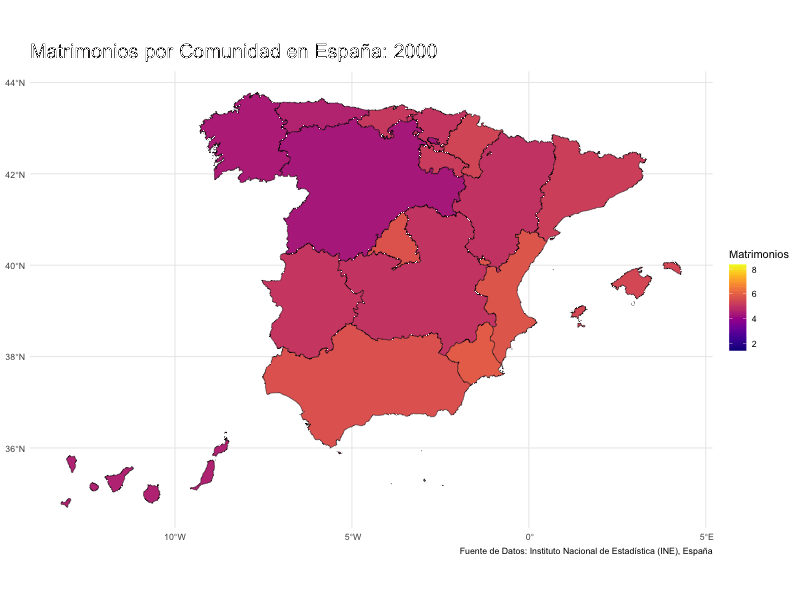 Matrimonios por Comunidad en España: 2000
44°N
42°N
40°N
38°N
36°N
10°W
5°W
0°
5°E
Matrimonios
8
6
4
2
Fuente de Datos: Instituto Nacional de Estadística (INE), España